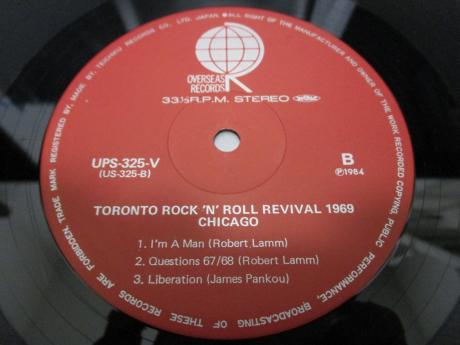 OVERSEAS
RECORDS
33⅓R.P.M. STEREO
UPS-325-V
(US-325-B)
B
Ⓟ1984
TORONTO ROCK 'N' ROLL REVIVAL 1969
CHICAGO
1. I'm A Man (Robert Lamm)
2. Questions 67/68 (Robert Lamm)
3. Liberation (James Pankou)
MADE BY, TEICHIKU RECORDS CO. LTD. JAPAN ALL RIGHT OF THE MANUFACTURER AND OWNER OF THE WORK RECORDED COPYING, PUBLIC PERFORMANCE, BROADCASTING OF THESE RECORDS ARE FORBIDDEN, TRADE MARK REGISTERED BY,